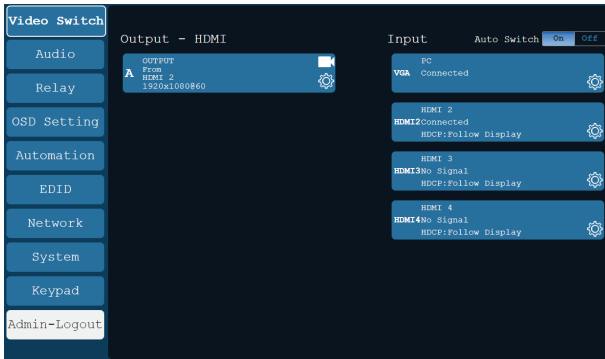 Video Switch
Audio
Relay
OSD Setting
Automation
EDID
Network
System
Keypad
Admin-Logout
Output - HDMI
OUTPUT
A From
HDMI 2
1920x1080@60
Input Auto Switch On Off
PC
VGA Connected
HDMI 2
HDMI2 Connected
HDCP:Follow Display
HDMI 3
HDMI3 No Signal
HDCP:Follow Display
HDMI 4
HDMI4 No Signal
HDCP:Follow Display